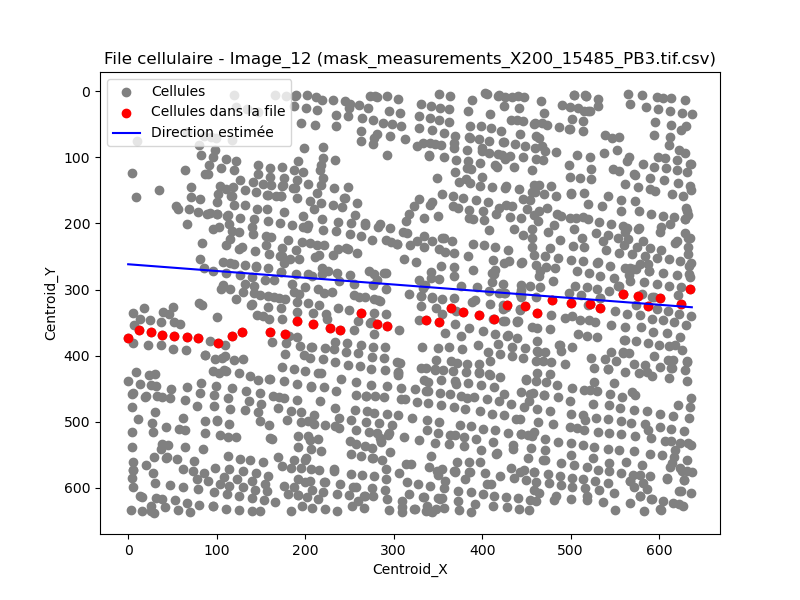 File cellulaire - Image_12 (mask_measurements_X200_15485_PB3.tif.csv)
Cellules
Cellules dans la file
Direction estimée
0
100
200
300
400
500
600
Centroid_Y
0 100 200 300 400 500 600
Centroid_X